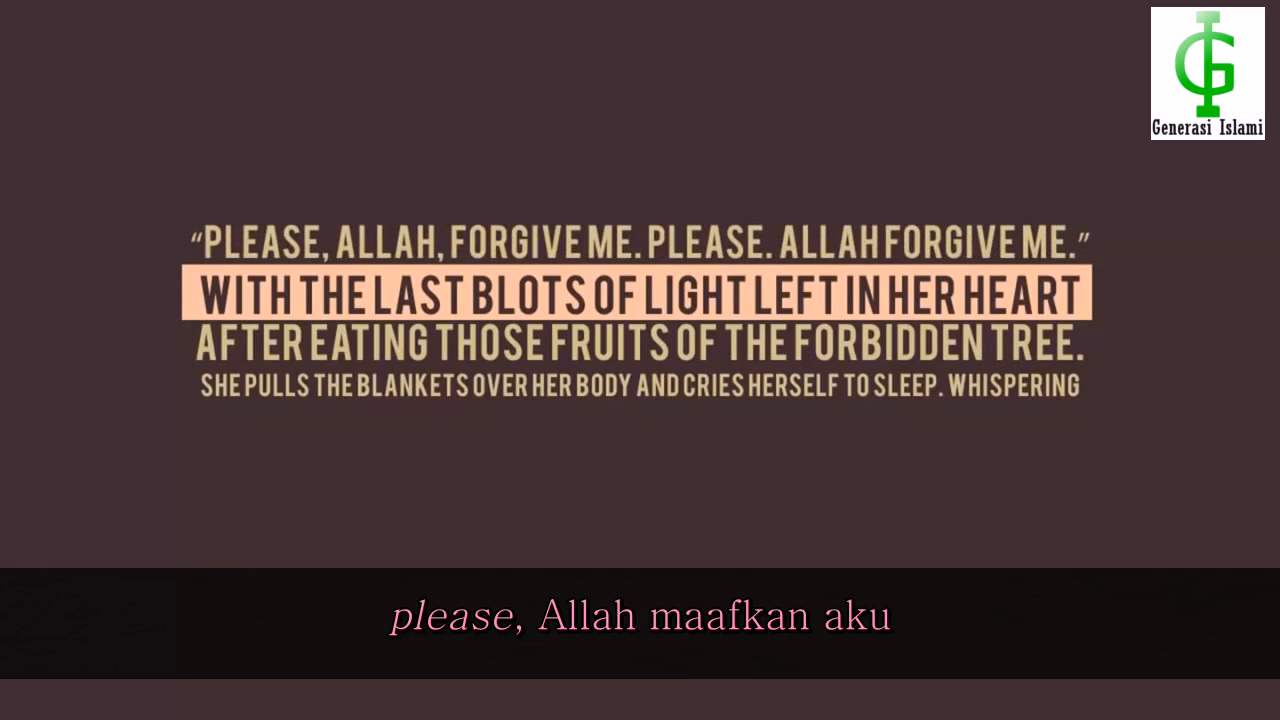 Generasi Islami
“PLEASE, ALLAH, FORGIVE ME. PLEASE. ALLAH FORGIVE ME.”
WITH THE LAST BLOTS OF LIGHT LEFT IN HER HEART
AFTER EATING THOSE FRUITS OF THE FORBIDDEN TREE.
SHE PULLS THE BLANKETS OVER HER BODY AND CRIES HERSELF TO SLEEP. WHISPERING
please, Allah maafkan aku